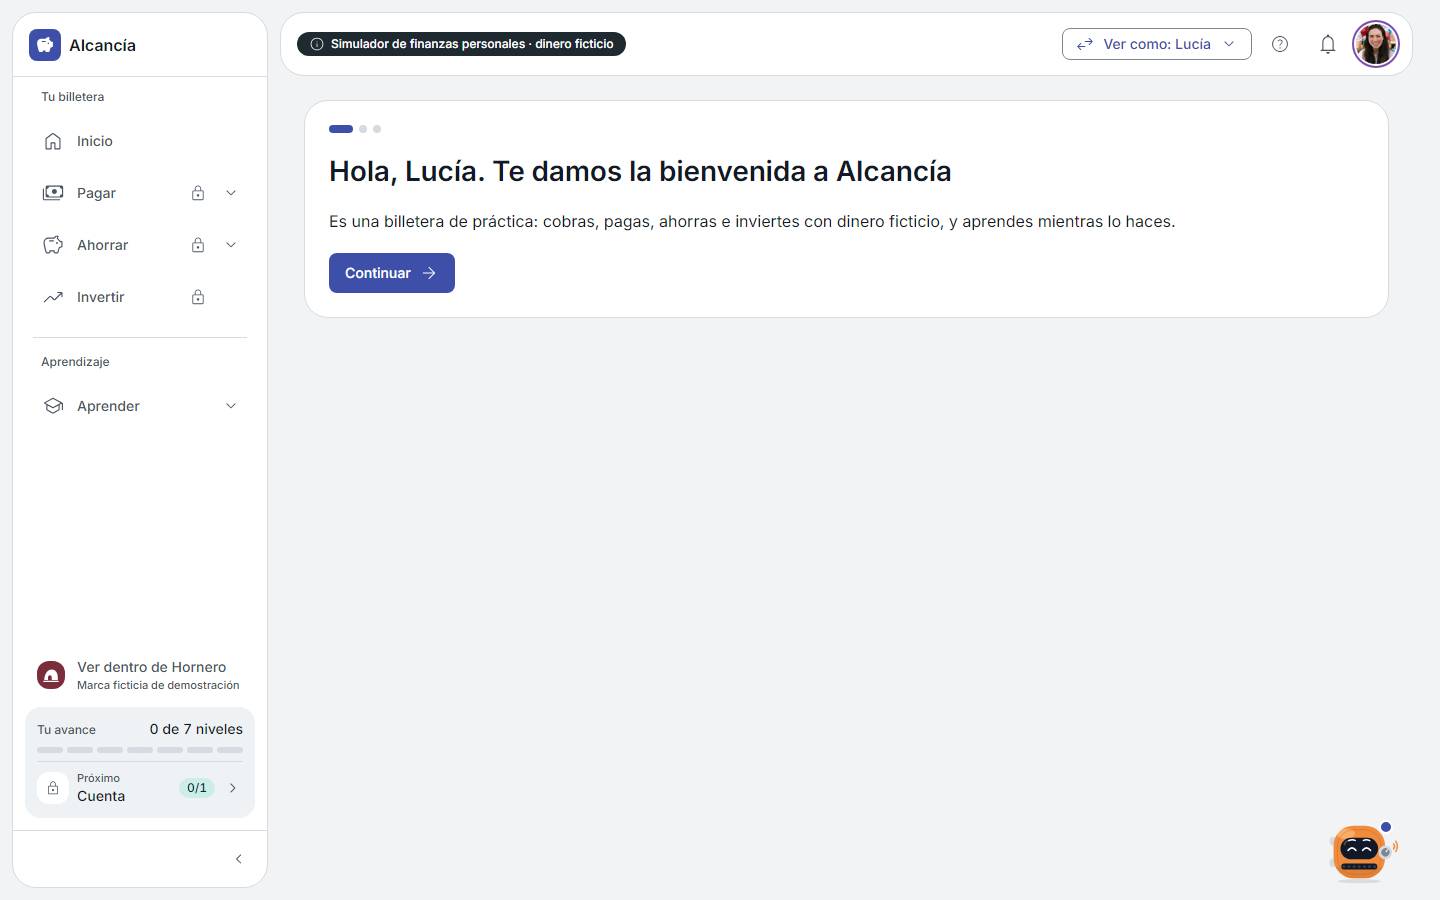 Alcancía
Simulador de finanzas personales · dinero ficticio
Ver como: Lucía
Tu billetera
Inicio
Pagar
Ahorrar
Invertir
Aprendizaje
Aprender
Hola, Lucía. Te damos la bienvenida a Alcancía
Es una billetera de práctica: cobras, pagas, ahorras e inviertes con dinero ficticio, y aprendes mientras lo haces.
Continuar
Ver dentro de Hornero
Marca ficticia de demostración
Tu avance 0 de 7 niveles
Próximo
Cuenta 0/1